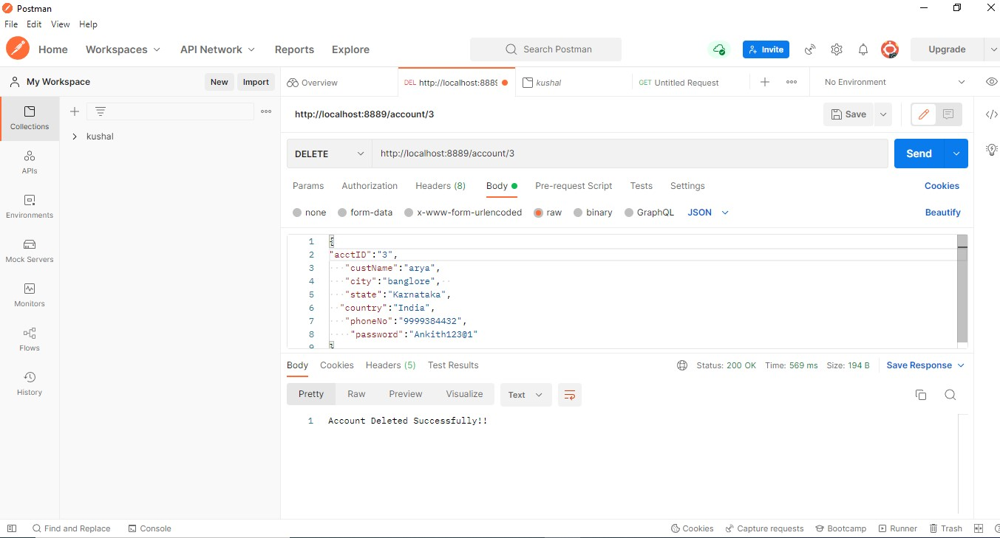 Postman
File Edit View Help
Home Workspaces API Network Reports Explore Search Postman Invite Upgrade
My Workspace New Import Overview DEL http://localhost:8889 kushal GET Untitled Request No Environment
Collections
kushal
APIs
Environments
Mock Servers
Monitors
Flows
History
http://localhost:8889/account/3 Save
DELETE http://localhost:8889/account/3 Send
Params Authorization Headers (8) Body Pre-request Script Tests Settings Cookies
none form-data x-www-form-urlencoded raw binary GraphQL JSON Beautify
1 {
2 "acctID":"3",
3 "custName":"arya",
4 "city":"banglore",
5 "state":"Karnataka",
6 "country":"India",
7 "phoneNo":"9999384432",
8 "password":"Ankith123@1"
9 }
Body Cookies Headers (5) Test Results Status: 200 OK Time: 569 ms Size: 194 B Save Response
Pretty Raw Preview Visualize Text
1 Account Deleted Successfully!!
Find and Replace Console Cookies Capture requests Bootcamp Runner Trash